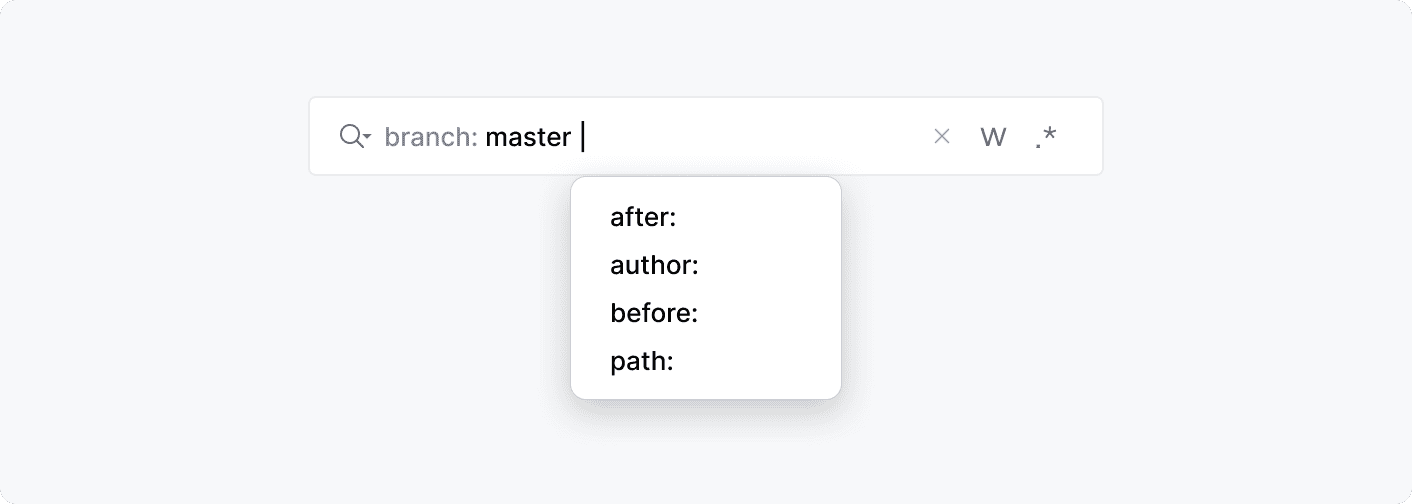 branch: master W .*
after:
author:
before:
path: